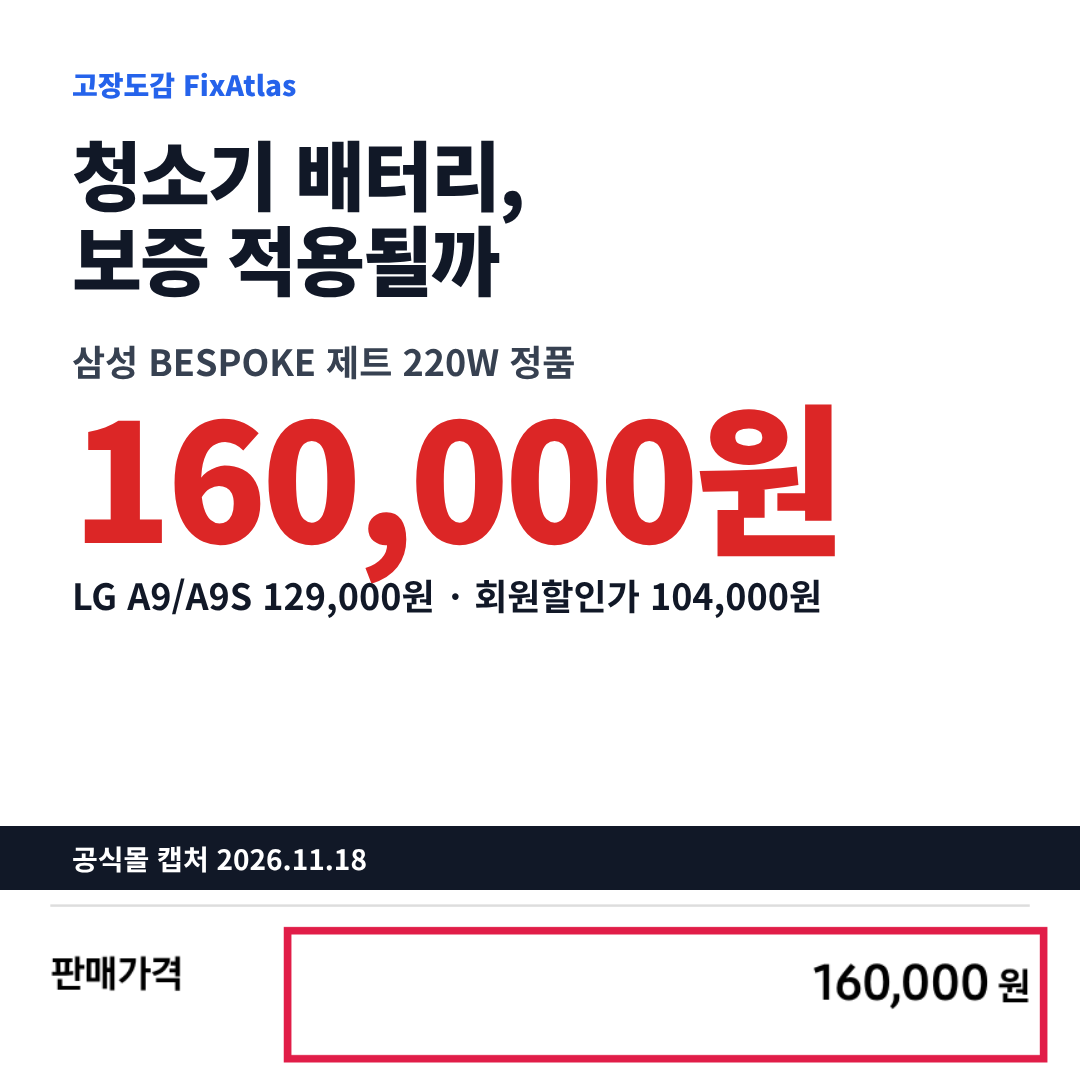 고장도감 FixAtlas
청소기 배터리,
보증 적용될까
삼성 BESPOKE 제트 220W 정품
160,000원
LG A9/A9S 129,000원 · 회원할인가 104,000원
공식몰 캡처 2026.11.18
판매가격 160,000 원